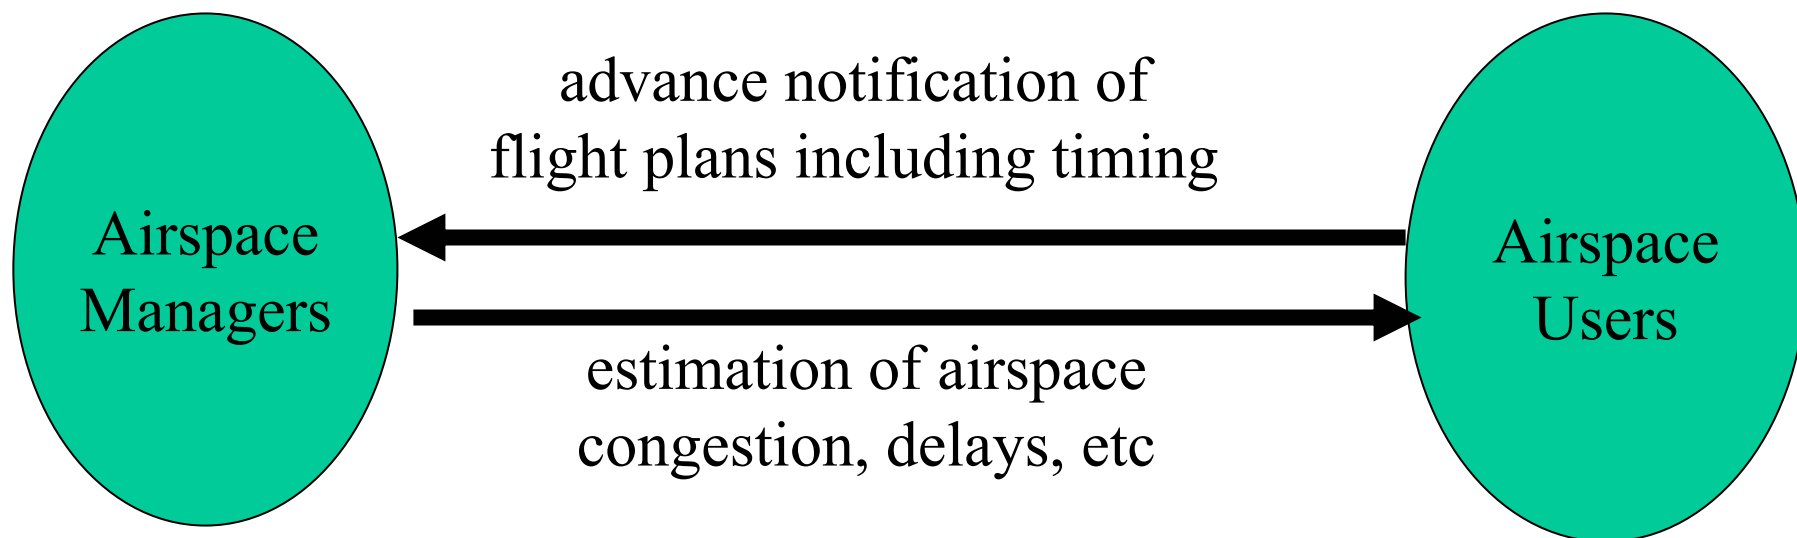 advance notification of
flight plans including timing
Airspace
Managers
Airspace
Users
estimation of airspace
congestion, delays, etc